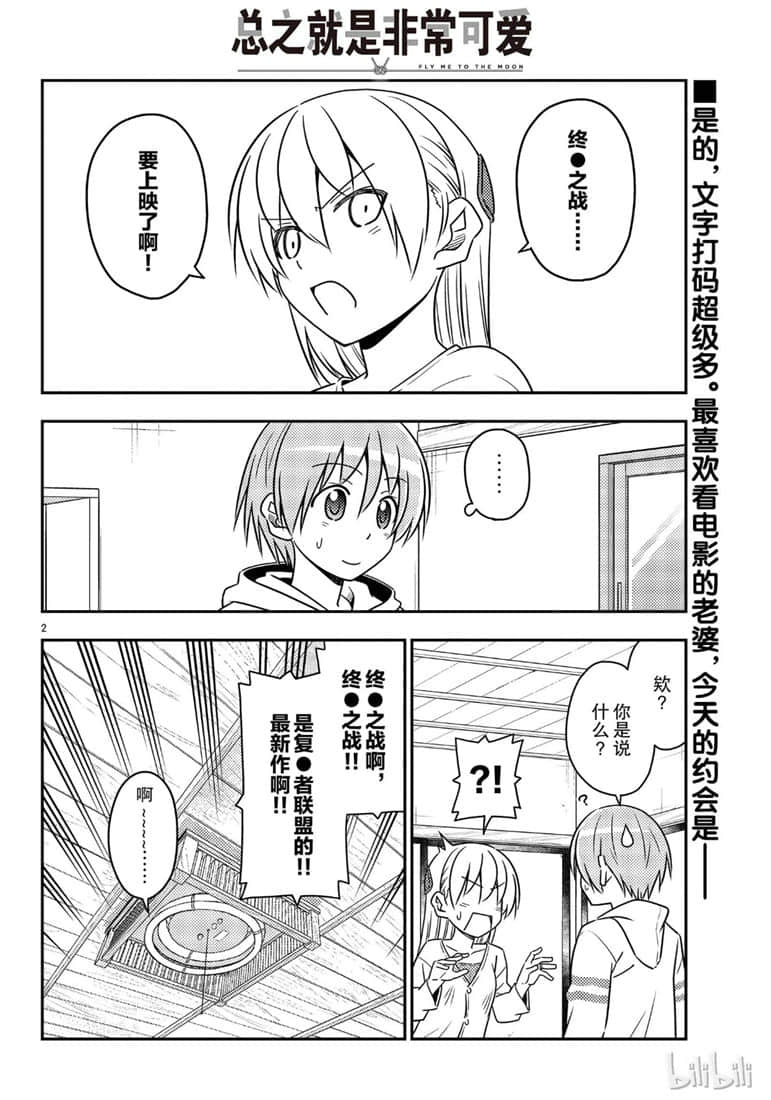 总之就是非常可爱
FLY ME TO THE MOON
■是的，文字打码超级多。最喜欢看电影的老婆，今天的约会是——
终●之战……
要上映了啊！
……
2
欸？
你是说
什么？
?
?!
终●之战啊，
终●之战!!
是复●者联盟的!!
最新作啊!!
啊
~~~~……
bilibili